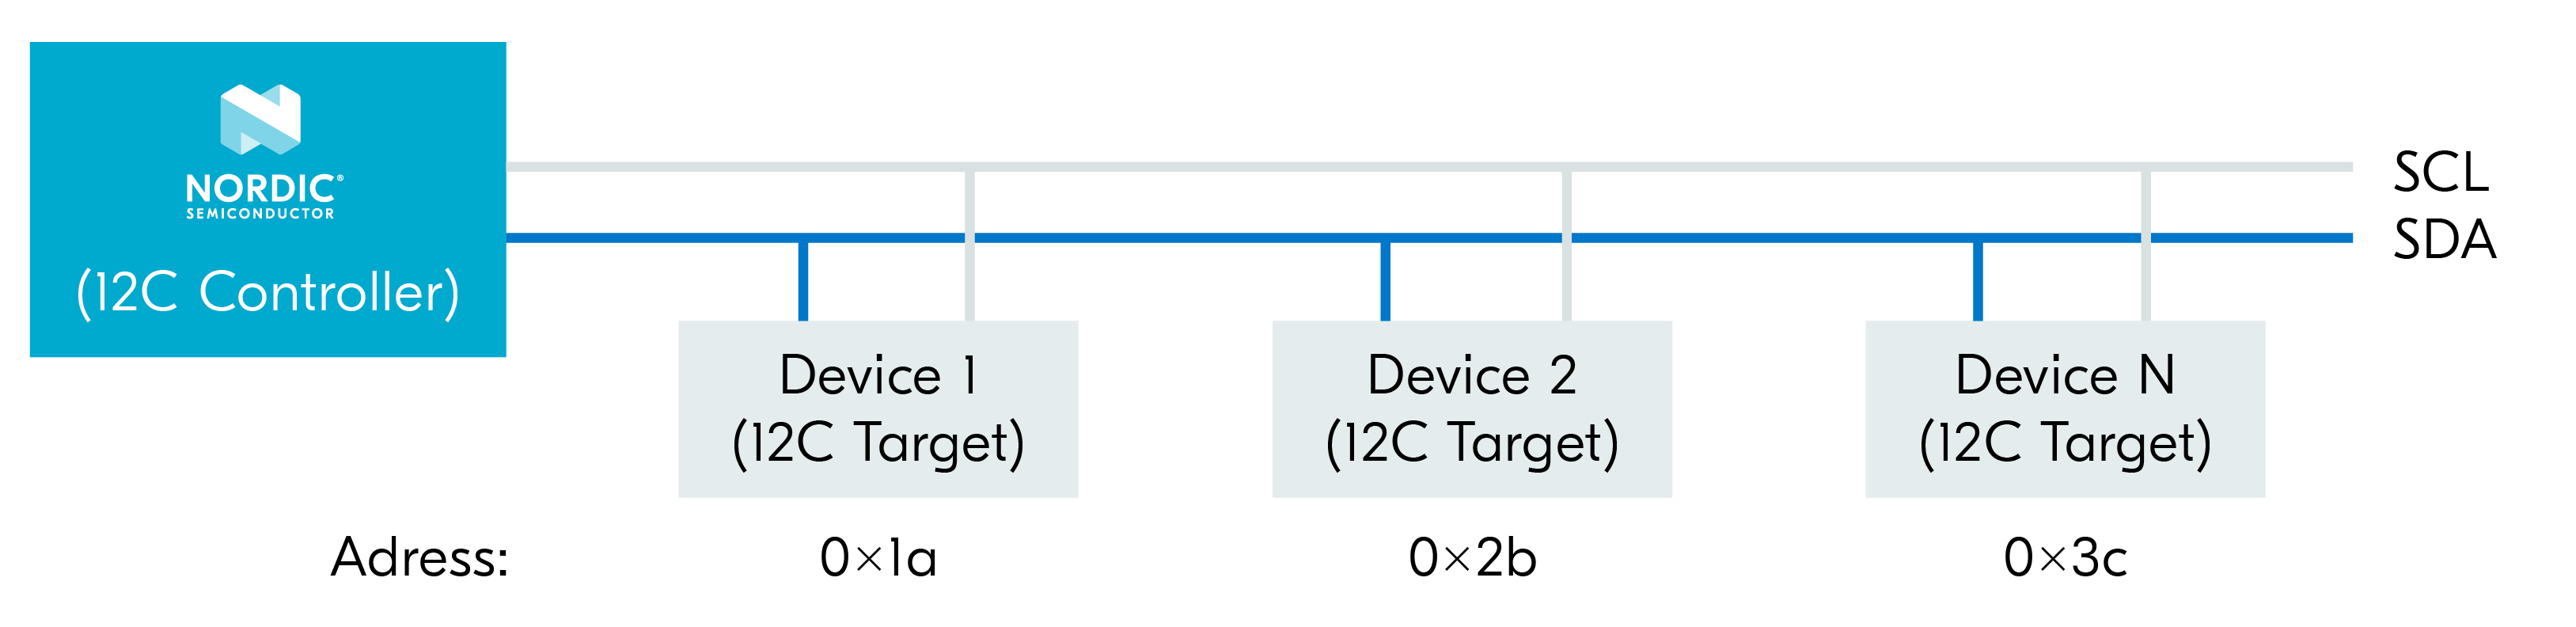 NORDIC®
SEMICONDUCTOR
(I2C Controller)
SCL
SDA
Device 1
(I2C Target)
Device 2
(I2C Target)
Device N
(I2C Target)
Adress:
0×1a
0×2b
0×3c